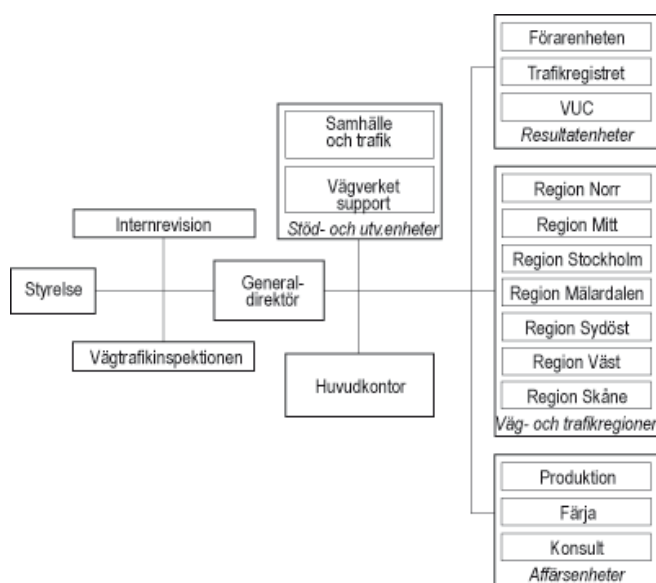 Styrelse
Internrevision
Vägtrafikinspektionen
General-
direktör
Samhälle
och trafik
Vägverket
support
Stöd- och utv.enheter
Huvudkontor
Förarenheten
Trafikregistret
VUC
Resultatenheter
Region Norr
Region Mitt
Region Stockholm
Region Mälardalen
Region Sydöst
Region Väst
Region Skåne
Väg- och trafikregioner
Produktion
Färja
Konsult
Affärsenheter